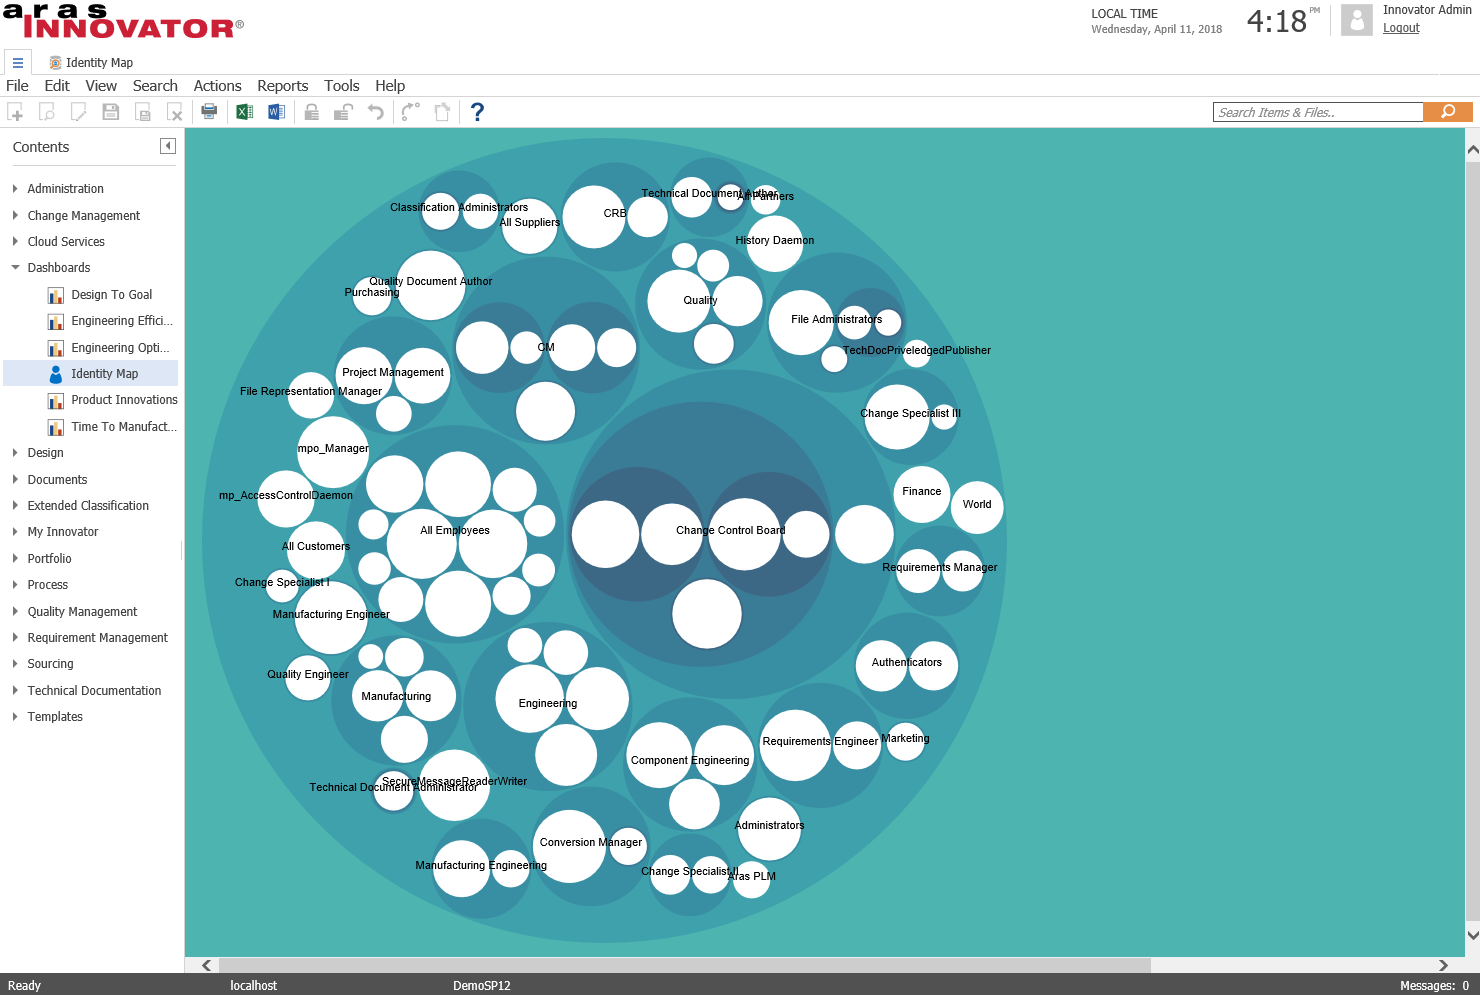 aras
INNOVATOR®
LOCAL TIME
Wednesday, April 11, 2018
4:18 PM
Innovator Admin
Logout
Identity Map
File Edit View Search Actions Reports Tools Help
Search Items & Files..
Contents
Administration
Change Management
Cloud Services
Dashboards
Design To Goal
Engineering Effici...
Engineering Opti...
Identity Map
Product Innovations
Time To Manufact...
Design
Documents
Extended Classification
My Innovator
Portfolio
Process
Quality Management
Requirement Management
Sourcing
Technical Documentation
Templates
Technical Document Author
All Partners
Classification Administrators
All Suppliers
CRB
History Daemon
Quality Document Author
Purchasing
Quality
File Administrators
CM
TechDocPriveledgedPublisher
Project Management
File Representation Manager
Change Specialist III
mpo_Manager
mp_AccessControlDaemon
Finance
World
All Employees
Change Control Board
All Customers
Requirements Manager
Change Specialist I
Manufacturing Engineer
Authenticators
Quality Engineer
Manufacturing
Engineering
Requirements Engineer
Marketing
Component Engineering
SecureMessageReaderWriter
Technical Document Administrator
Administrators
Conversion Manager
Manufacturing Engineering
Change Specialist II
Aras PLM
Ready
localhost
DemoSP12
Messages: 0